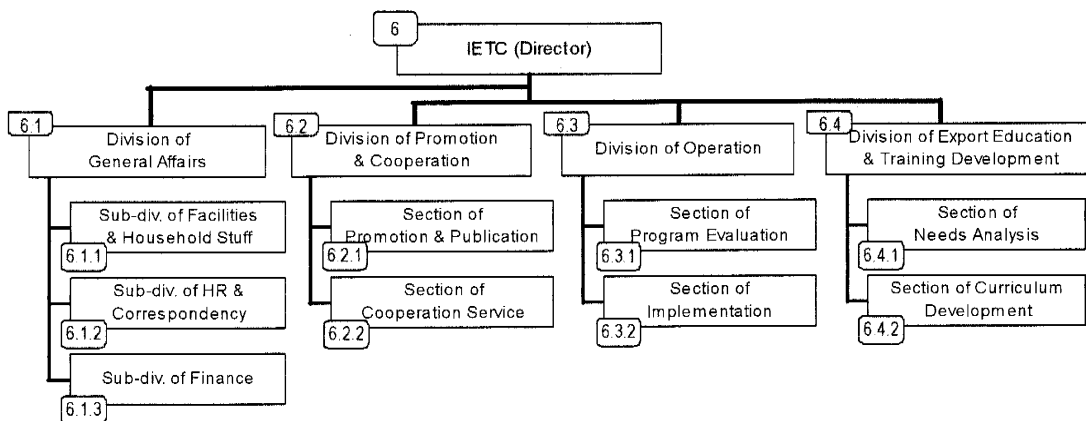 6
IETC (Director)
6.1
Division of
General Affairs
6.1.1
Sub-div. of Facilities
& Household Stuff
6.1.2
Sub-div. of HR &
Correspondency
6.1.3
Sub-div. of Finance
6.2
Division of Promotion
& Cooperation
6.2.1
Section of
Promotion & Publication
6.2.2
Section of
Cooperation Service
6.3
Division of Operation
6.3.1
Section of
Program Evaluation
6.3.2
Section of
Implementation
6.4
Division of Export Education
& Training Development
6.4.1
Section of
Needs Analysis
6.4.2
Section of Curriculum
Development